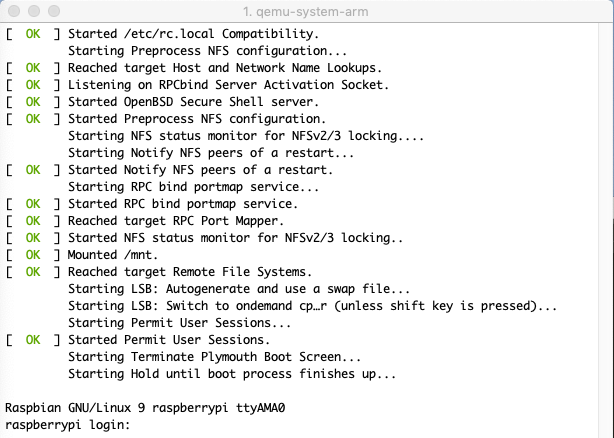 1. qemu-system-arm
[  OK  ] Started /etc/rc.local Compatibility.
         Starting Preprocess NFS configuration...
[  OK  ] Reached target Host and Network Name Lookups.
[  OK  ] Listening on RPCbind Server Activation Socket.
[  OK  ] Started OpenBSD Secure Shell server.
[  OK  ] Started Preprocess NFS configuration.
         Starting NFS status monitor for NFSv2/3 locking....
         Starting Notify NFS peers of a restart...
[  OK  ] Started Notify NFS peers of a restart.
         Starting RPC bind portmap service...
[  OK  ] Started RPC bind portmap service.
[  OK  ] Reached target RPC Port Mapper.
[  OK  ] Started NFS status monitor for NFSv2/3 locking..
[  OK  ] Mounted /mnt.
[  OK  ] Reached target Remote File Systems.
         Starting LSB: Autogenerate and use a swap file...
         Starting LSB: Switch to ondemand cp…r (unless shift key is pressed)...
         Starting Permit User Sessions...
[  OK  ] Started Permit User Sessions.
         Starting Terminate Plymouth Boot Screen...
         Starting Hold until boot process finishes up...
Raspbian GNU/Linux 9 raspberrypi ttyAMA0
raspberrypi login: